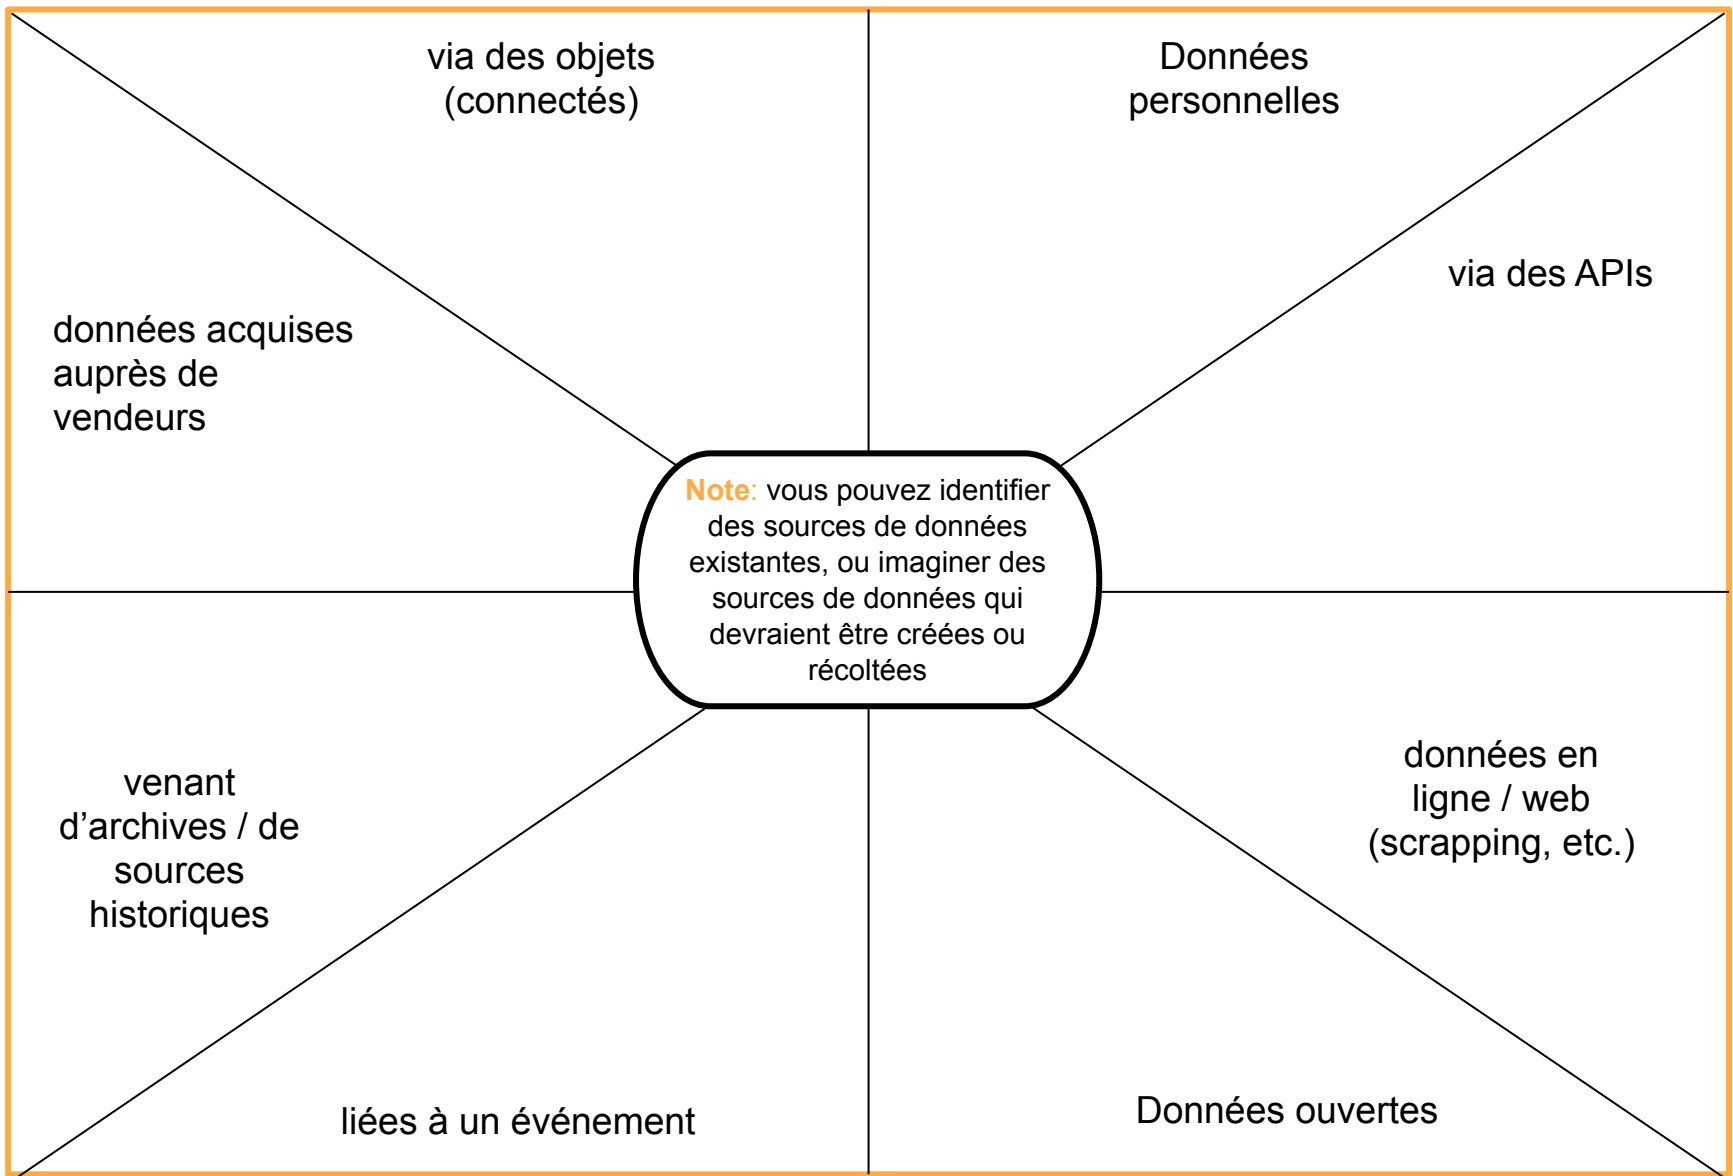 via des objets
(connectés)
Données
personnelles
via des APIs
données acquises
auprès de
vendeurs
Note: vous pouvez identifier
des sources de données
existantes, ou imaginer des
sources de données qui
devraient être créées ou
récoltées
venant
d’archives / de
sources
historiques
données en
ligne / web
(scrapping, etc.)
liées à un événement
Données ouvertes